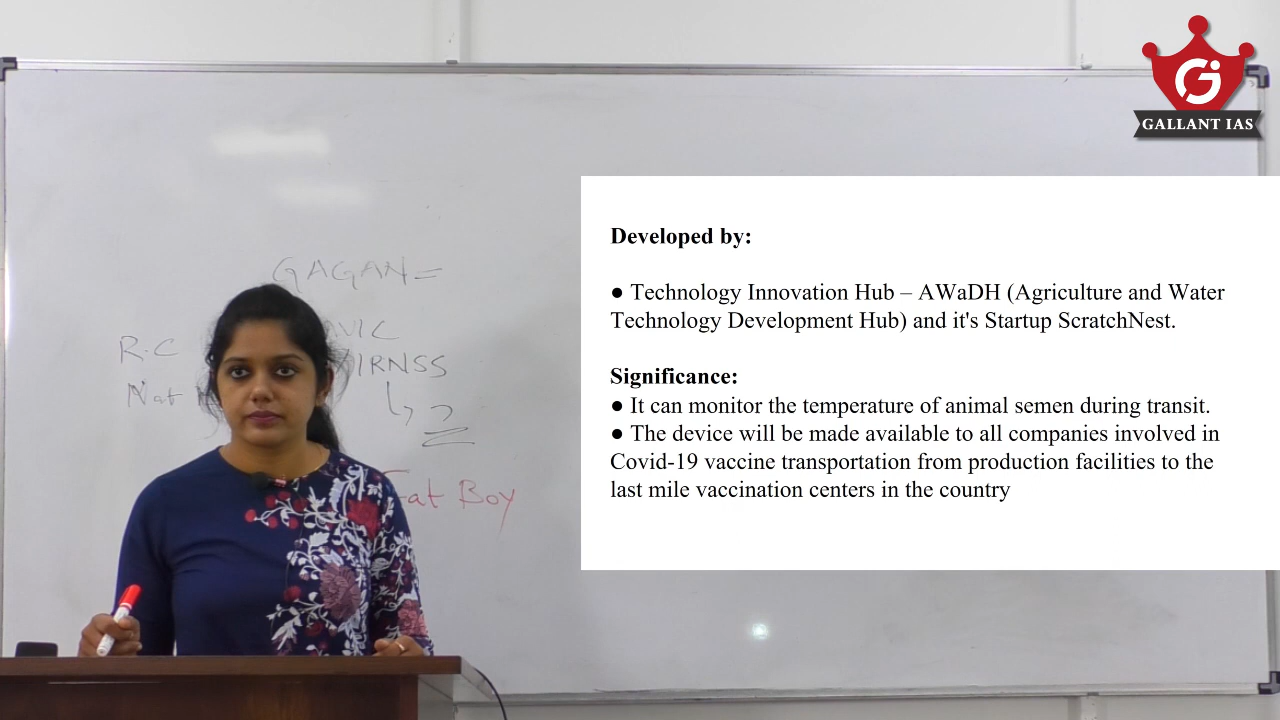 GALLANT IAS
GAGAN=
AVIC
R.C
IRNSS
Nat
Fat Boy
Developed by:
● Technology Innovation Hub – AWaDH (Agriculture and Water
Technology Development Hub) and it's Startup ScratchNest.
Significance:
● It can monitor the temperature of animal semen during transit.
● The device will be made available to all companies involved in
Covid-19 vaccine transportation from production facilities to the
last mile vaccination centers in the country